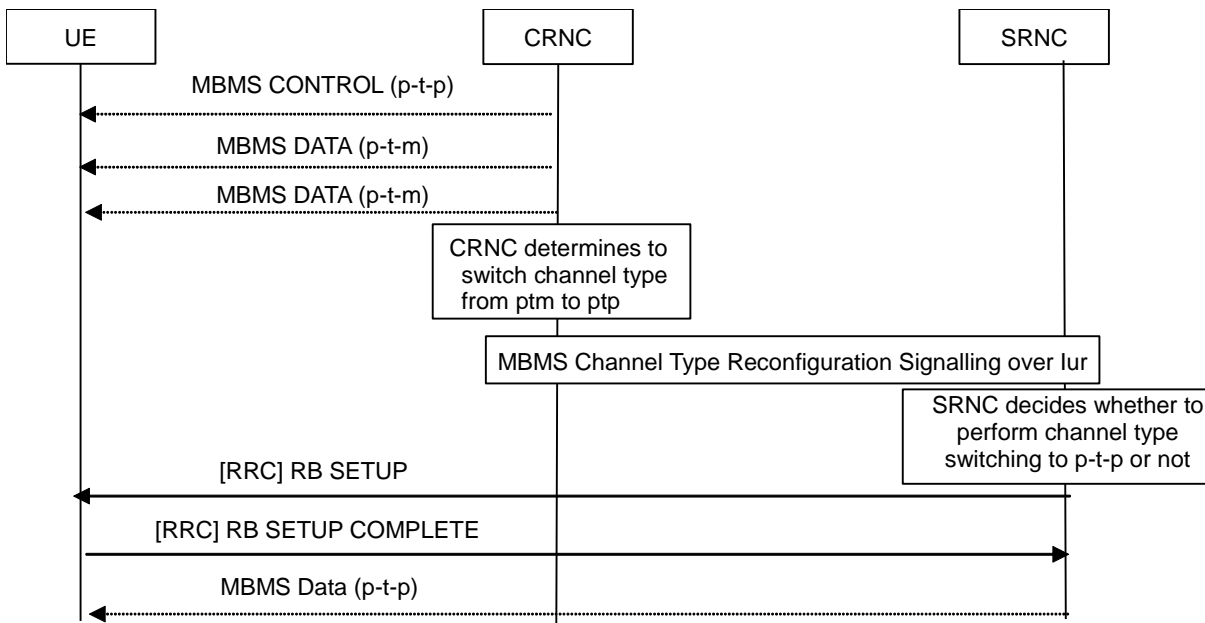 UE
CRNC
SRNC
MBMS CONTROL (p-t-p)
MBMS DATA (p-t-m)
MBMS DATA (p-t-m)
CRNC determines to
switch channel type
from ptm to ptp
MBMS Channel Type Reconfiguration Signalling over Iur
SRNC decides whether to
perform channel type
switching to p-t-p or not
[RRC] RB SETUP
[RRC] RB SETUP COMPLETE
MBMS Data (p-t-p)